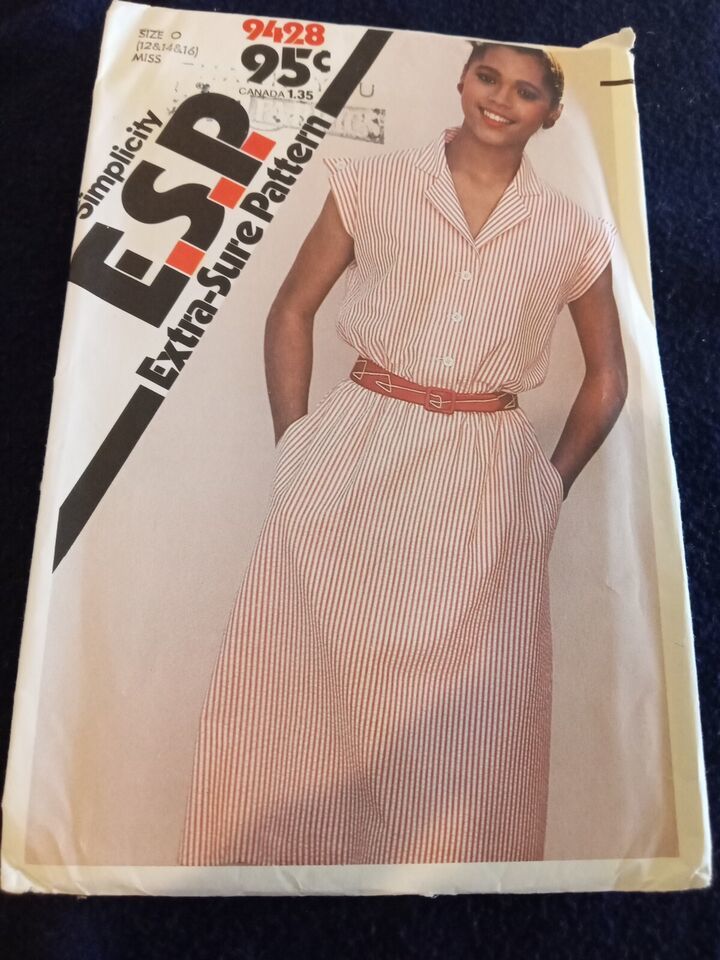 SIZE O
(12&14&16)
MISS
9428
95¢
CANADA 1.35
U
Simplicity
E.S.P.
Extra-Sure Pattern